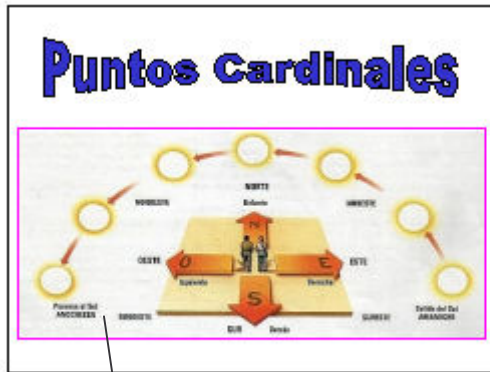 Puntos Cardinales
NORTE
Delante
NOROESTE
NORESTE
N
OESTE
O
E
ESTE
Izquierda
Derecha
Puesta del Sol
ANOCHECER
Salida del Sol
AMANECER
S
SUROESTE
SURESTE
SUR
Detrás